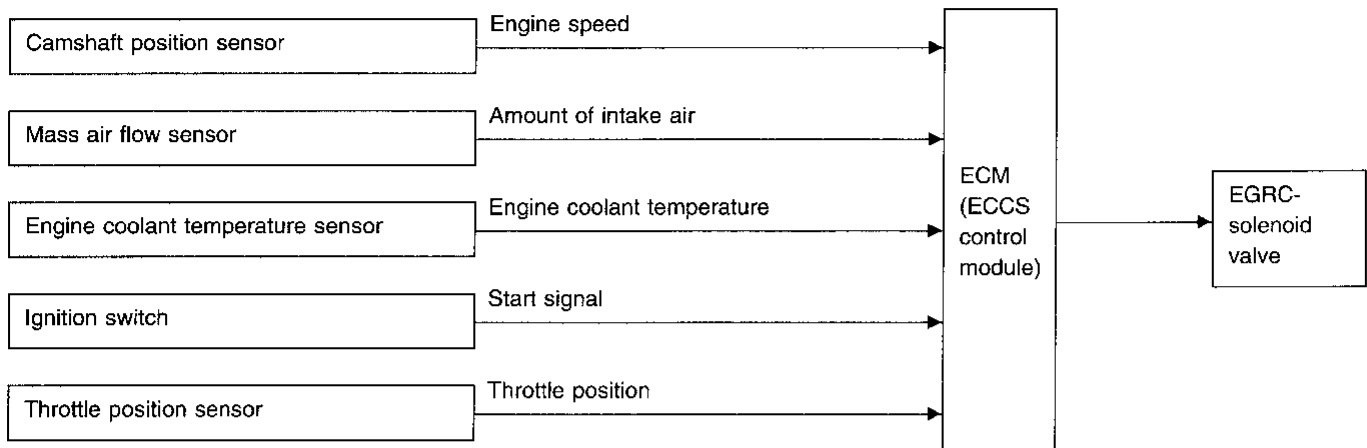 Camshaft position sensor
Engine speed
Mass air flow sensor
Amount of intake air
Engine coolant temperature sensor
Engine coolant temperature
Ignition switch
Start signal
Throttle position sensor
Throttle position
ECM
(ECCS
control
module)
EGRC-
solenoid
valve